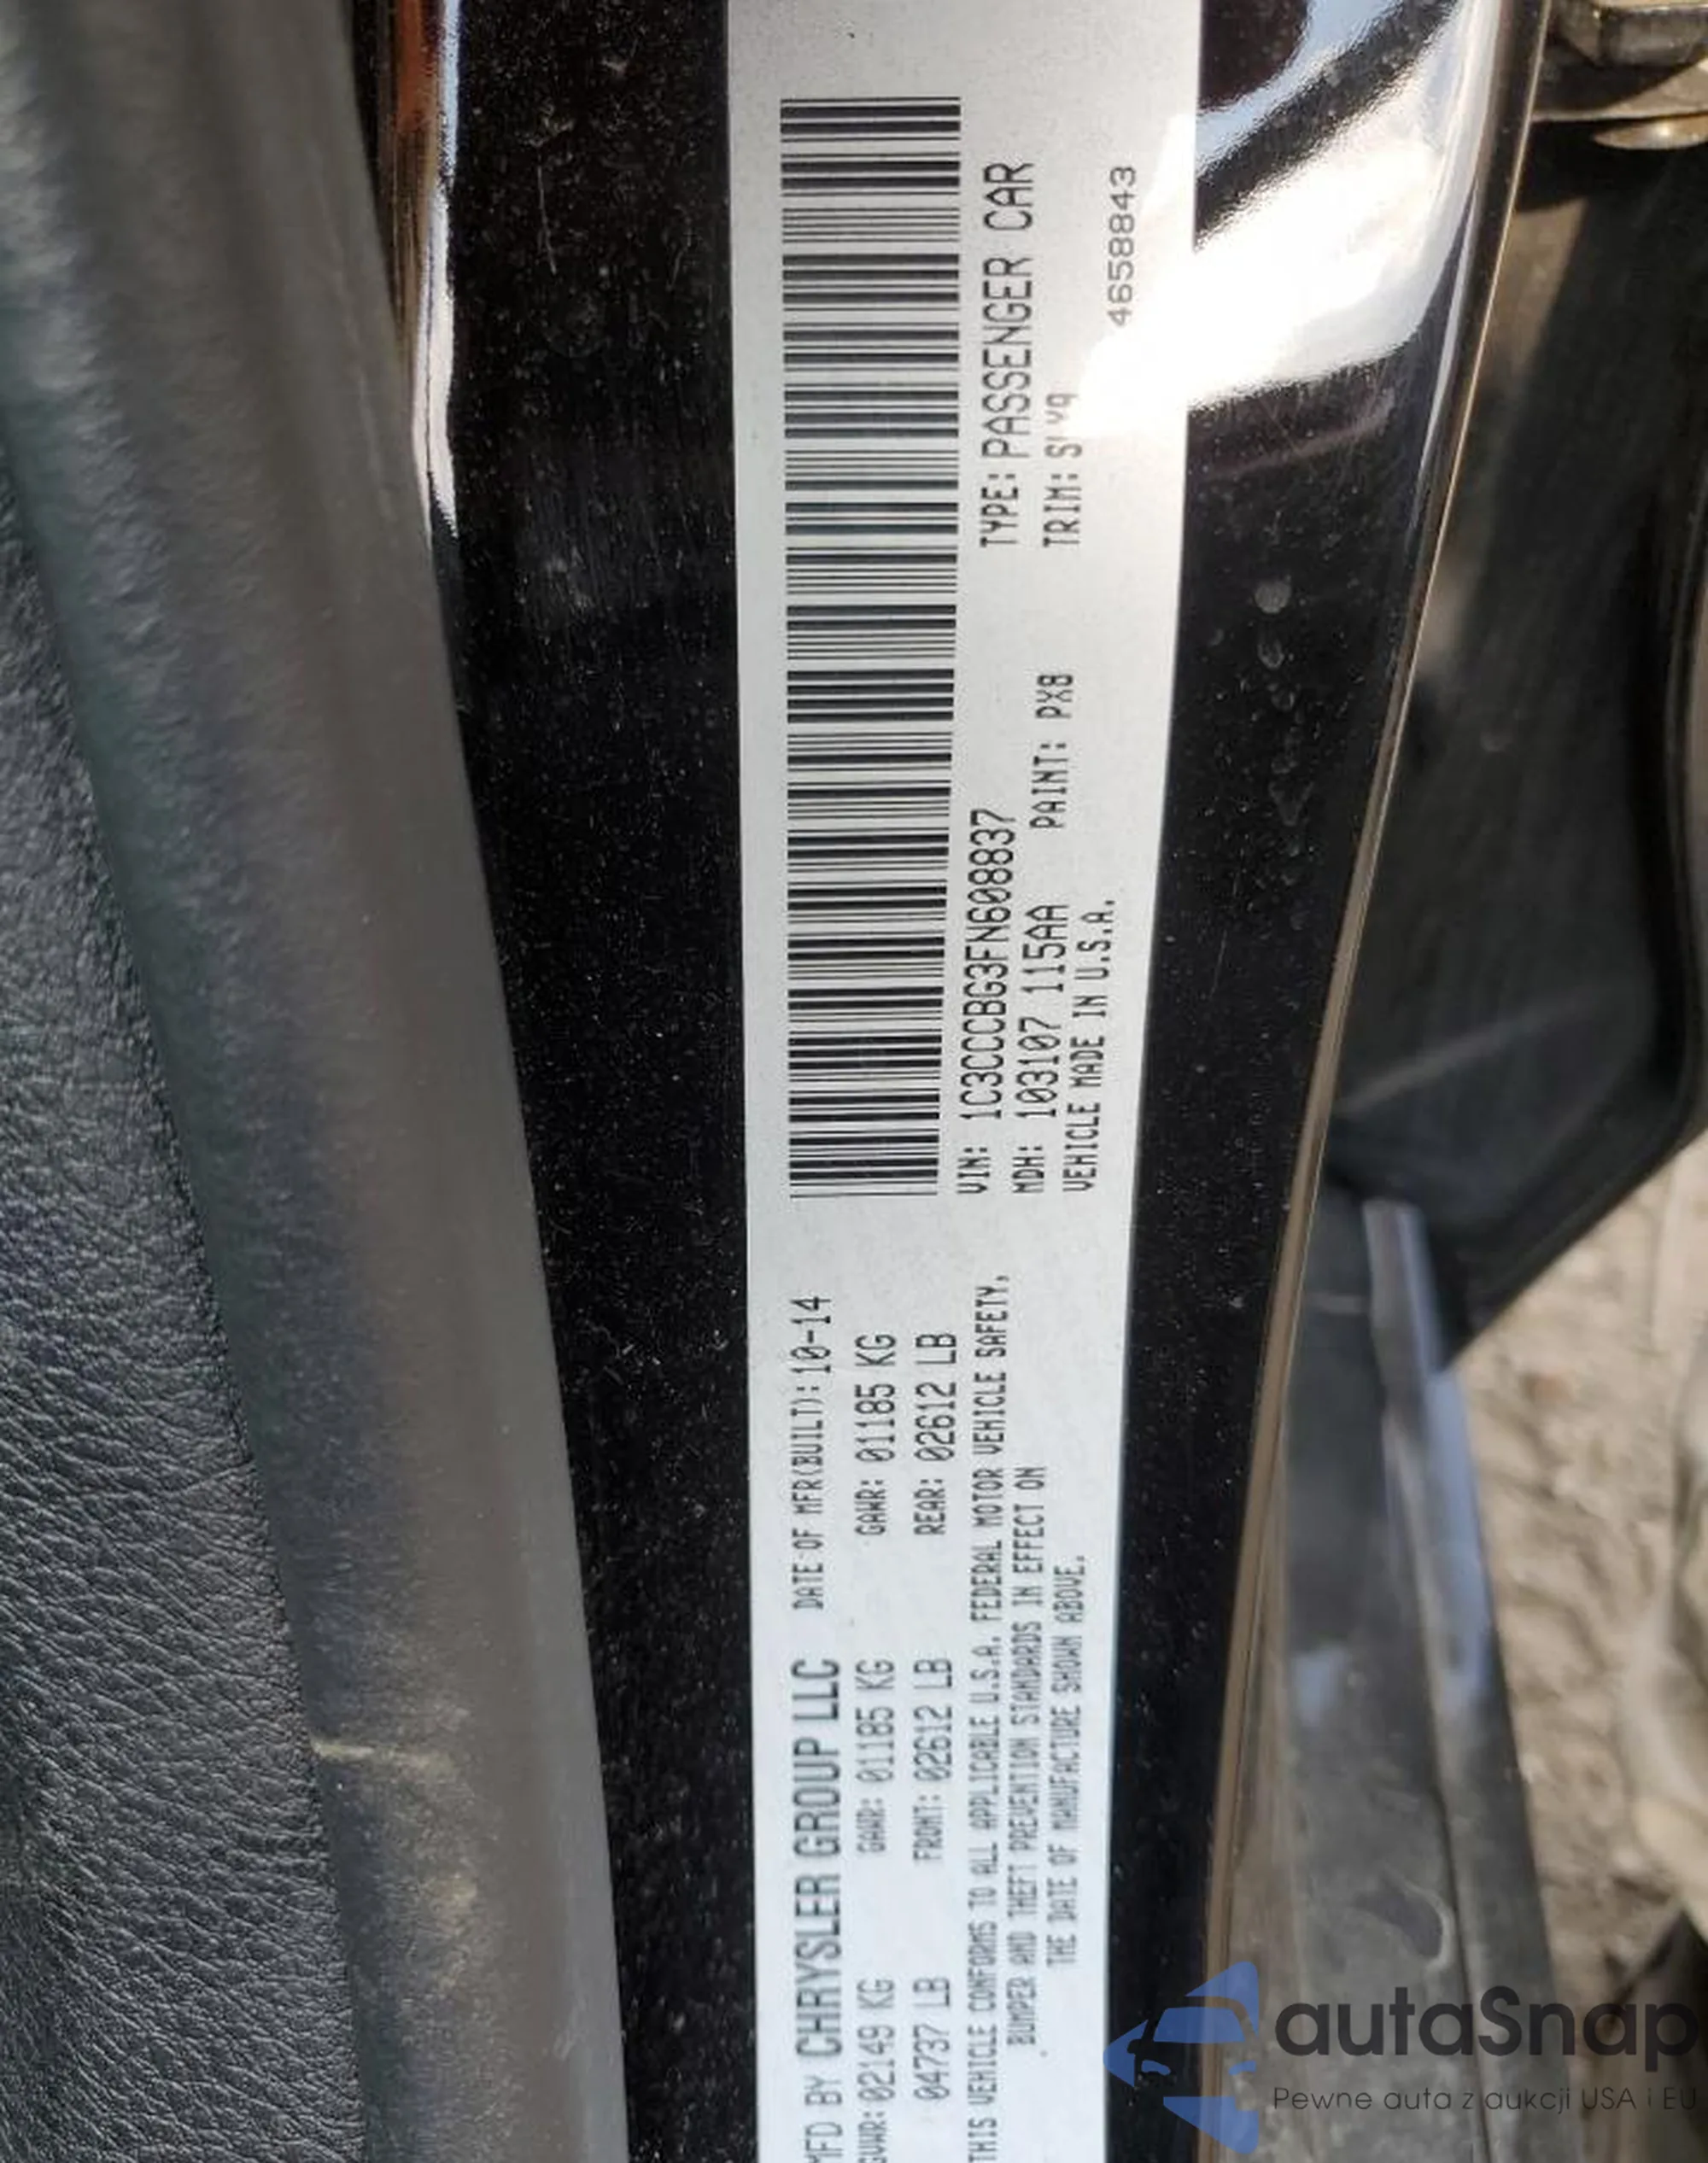 MFD BY CHRYSLER GROUP LLC DATE OF MFR(BUILT): 10-14
GVWR: 02149 KG GAWR: 01185 KG GAWR: 01185 KG
04737 LB FRONT: 02612 LB REAR: 02612 LB
THIS VEHICLE CONFORMS TO ALL APPLICABLE U.S.A. FEDERAL MOTOR VEHICLE SAFETY,
BUMPER AND THEFT PREVENTION STANDARDS IN EFFECT ON
THE DATE OF MANUFACTURE SHOWN ABOVE.
VIN: 1C3CCCBG3FN608837 TYPE: PASSENGER CAR
MDH: 103107 115AA PAINT: PX8 TRIM:
VEHICLE MADE IN U.S.A. 4658843
autaSnap
Pewne auta z aukcji USA i EU